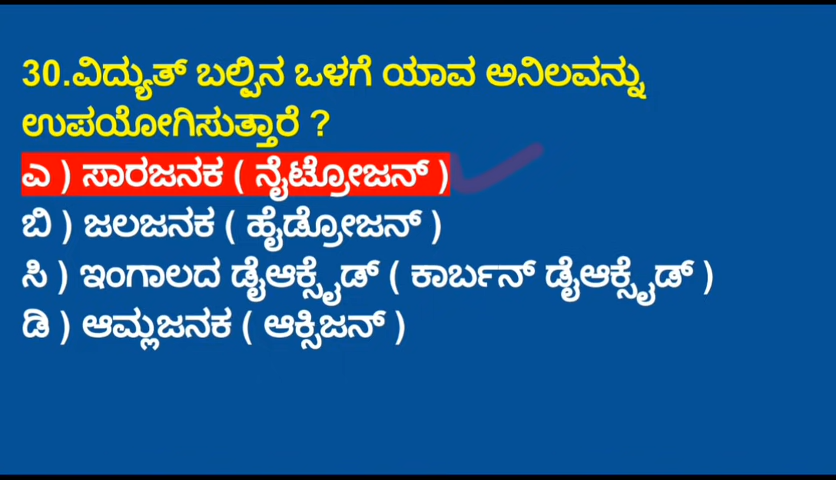 30.ವಿದ್ಯುತ್ ಬಲ್ಪಿನ ಒಳಗೆ ಯಾವ ಅನಿಲವನ್ನು
ಉಪಯೋಗಿಸುತ್ತಾರೆ ?
ಎ ) ಸಾರಜನಕ ( ನೈಟ್ರೋಜನ್ )
ಬಿ ) ಜಲಜನಕ ( ಹೈಡ್ರೋಜನ್ )
ಸಿ ) ಇಂಗಾಲದ ಡೈಆಕ್ಸೈಡ್ ( ಕಾರ್ಬನ್ ಡೈಆಕ್ಸೈಡ್ )
ಡಿ ) ಆಮ್ಲಜನಕ ( ಆಕ್ಸಿಜನ್ )